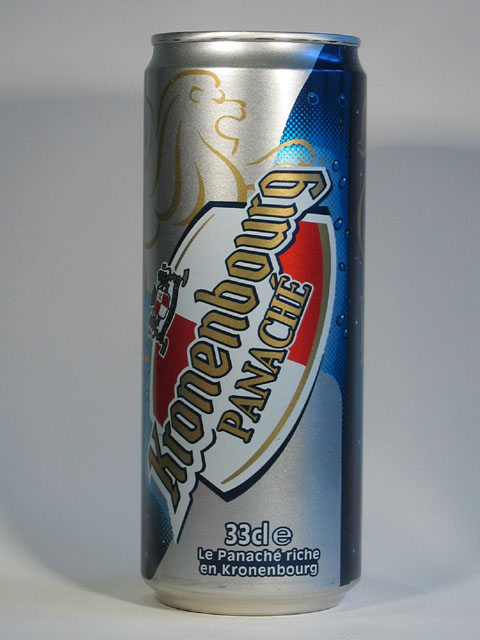 Kronenbourg
PANACHÉ
33cl e
Le Panaché riche
en Kronenbourg